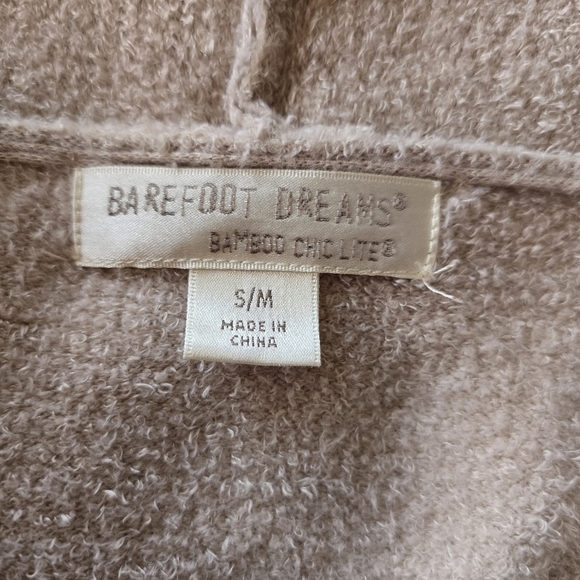 BAREFOOT DREAMS®
BAMBOO CHIC LITE®
S/M
MADE IN
CHINA